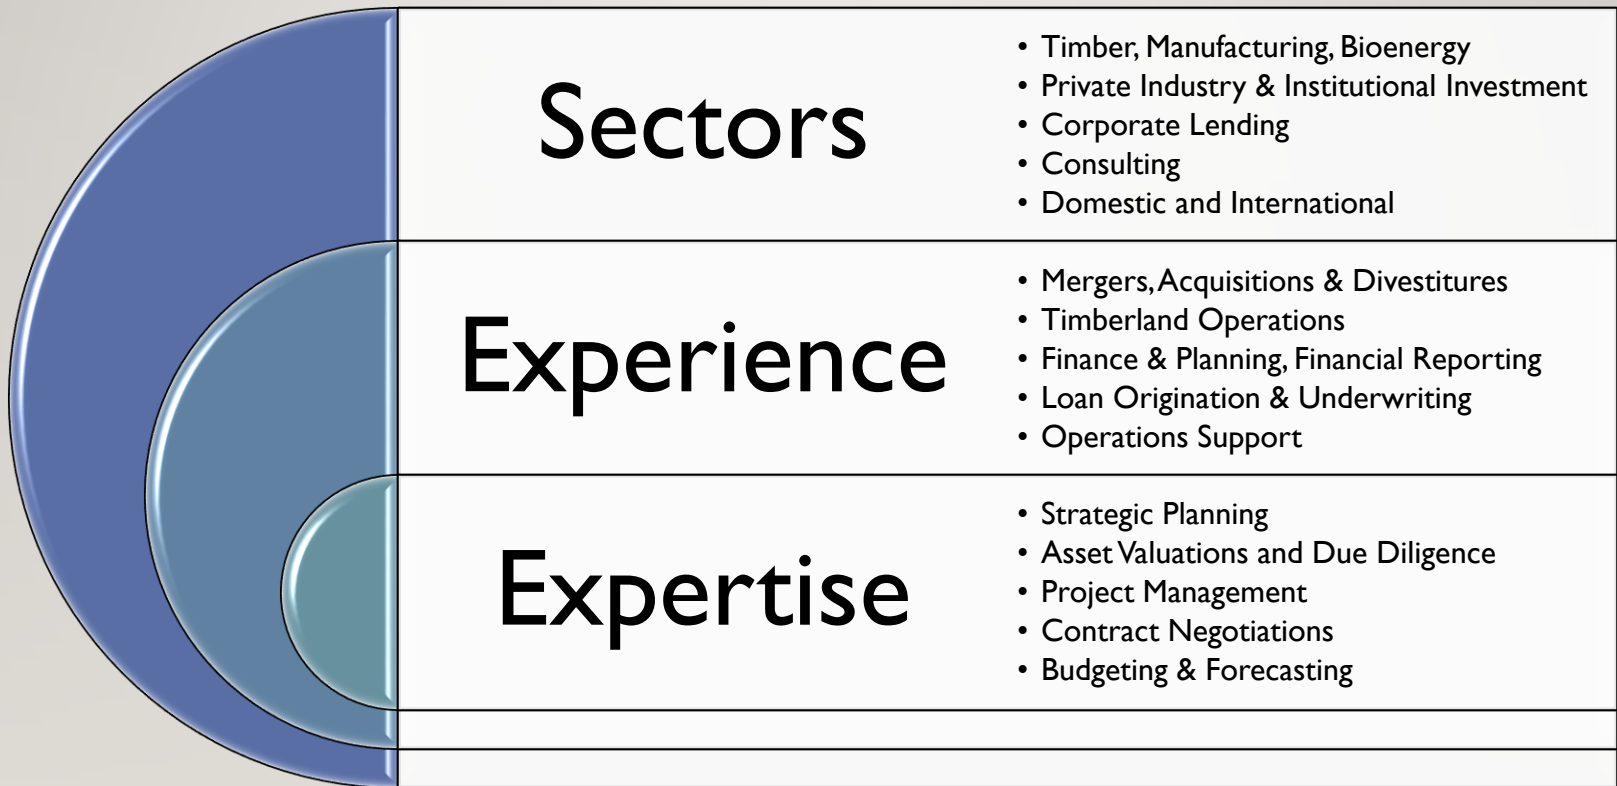 Sectors
• Timber, Manufacturing, Bioenergy
• Private Industry & Institutional Investment
• Corporate Lending
• Consulting
• Domestic and International
Experience
• Mergers, Acquisitions & Divestitures
• Timberland Operations
• Finance & Planning, Financial Reporting
• Loan Origination & Underwriting
• Operations Support
Expertise
• Strategic Planning
• Asset Valuations and Due Diligence
• Project Management
• Contract Negotiations
• Budgeting & Forecasting